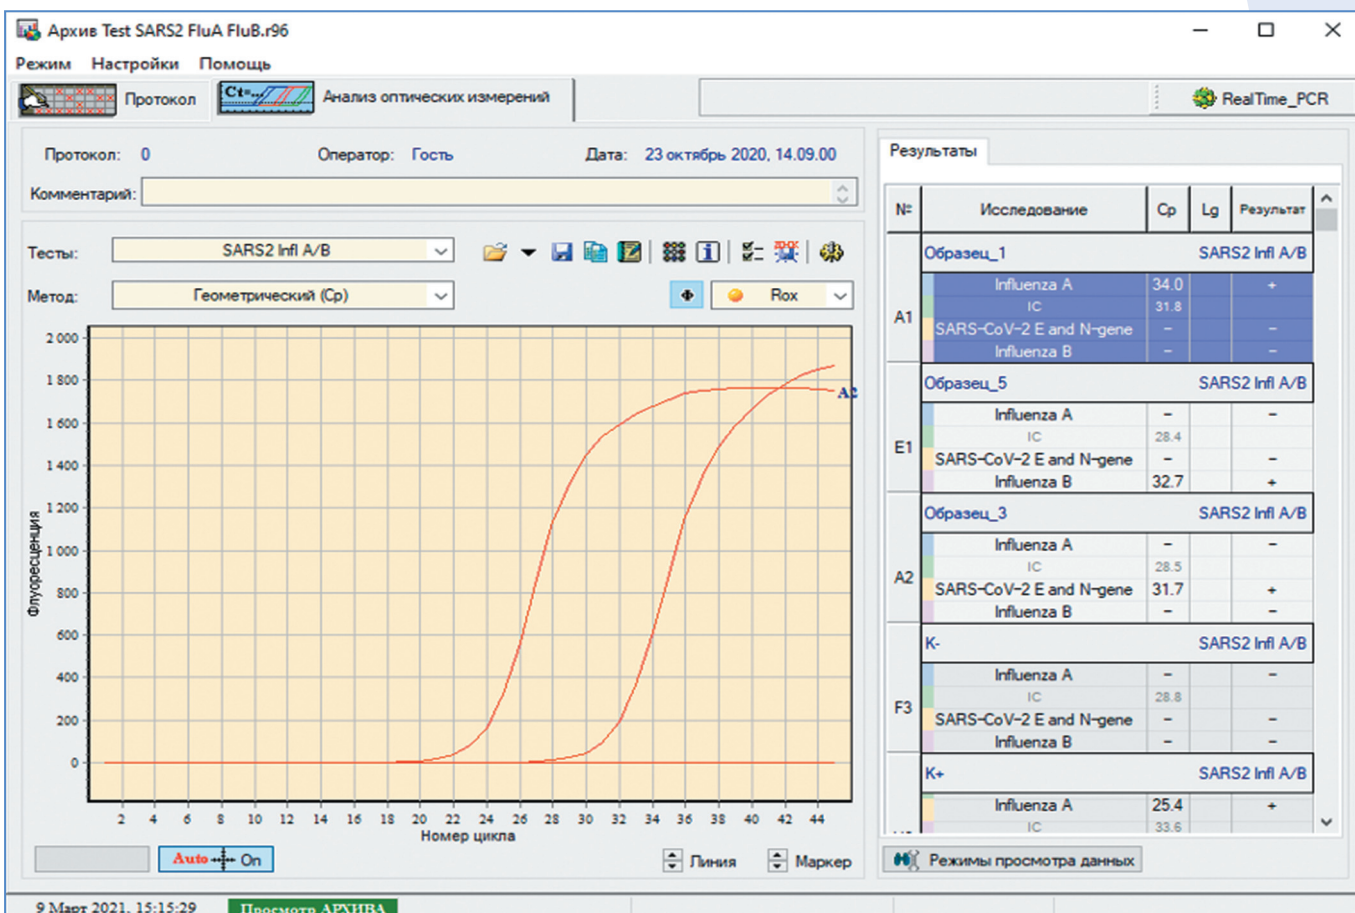 Архив Test SARS2 FluA FluB.r96
Режим Настройки Помощь
Протокол
Ct=...
Анализ оптических измерений
RealTime_PCR
Протокол: 0 Оператор: Гость Дата: 23 октябрь 2020, 14.09.00
Комментарий:
Тесты: SARS2 Infl A/B
Метод: Геометрический (Cp)
Rox
Флуоресценция
2 000
1 800
1 600
1 400
1 200
1 000
800
600
400
200
0
A2
2 4 6 8 10 12 14 16 18 20 22 24 26 28 30 32 34 36 38 40 42 44
Номер цикла
Auto On
Линия
Маркер
Результаты
№ Исследование Cp Lg Результат
Образец_1 SARS2 Infl A/B
A1
Influenza A 34.0 +
IC 31.8
SARS-CoV-2 E and N-gene - -
Influenza B - -
Образец_5 SARS2 Infl A/B
E1
Influenza A - -
IC 28.4
SARS-CoV-2 E and N-gene - -
Influenza B 32.7 +
Образец_3 SARS2 Infl A/B
A2
Influenza A - -
IC 28.5
SARS-CoV-2 E and N-gene 31.7 +
Influenza B - -
K- SARS2 Infl A/B
F3
Influenza A - -
IC 28.8
SARS-CoV-2 E and N-gene - -
Influenza B - -
K+ SARS2 Infl A/B
Influenza A 25.4 +
IC 33.6
Режимы просмотра данных
9 Март 2021, 15:15:29
Просмотр АРХИВА